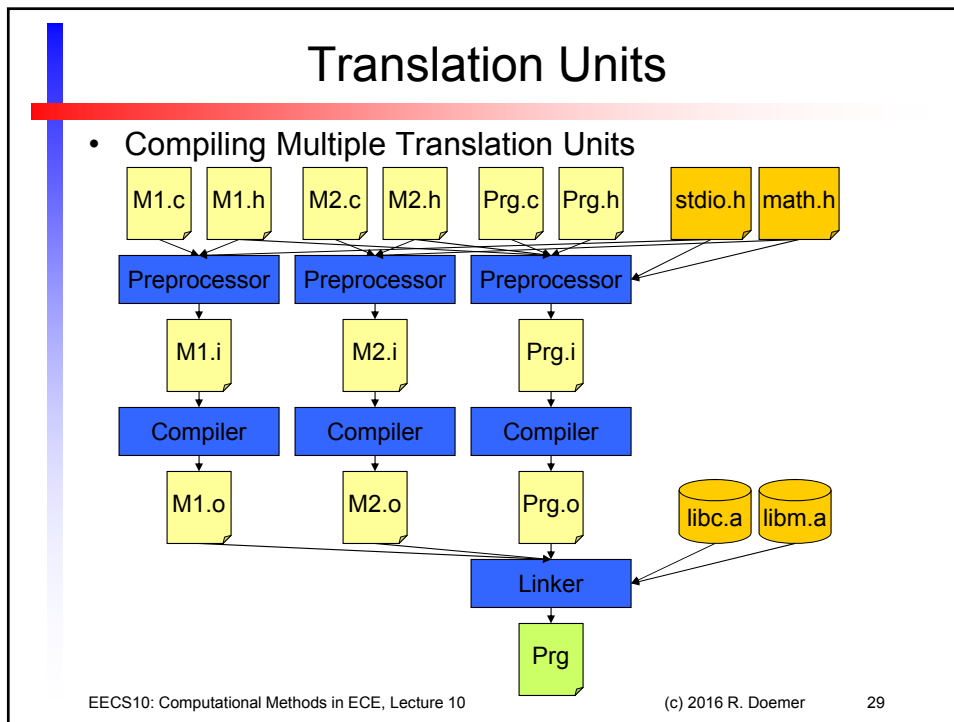 Translation Units
• Compiling Multiple Translation Units
M1.c M1.h M2.c M2.h Prg.c Prg.h stdio.h math.h
Preprocessor Preprocessor Preprocessor
M1.i M2.i Prg.i
Compiler Compiler Compiler
M1.o M2.o Prg.o libc.a libm.a
Linker
Prg
EECS10: Computational Methods in ECE, Lecture 10 (c) 2016 R. Doemer 29